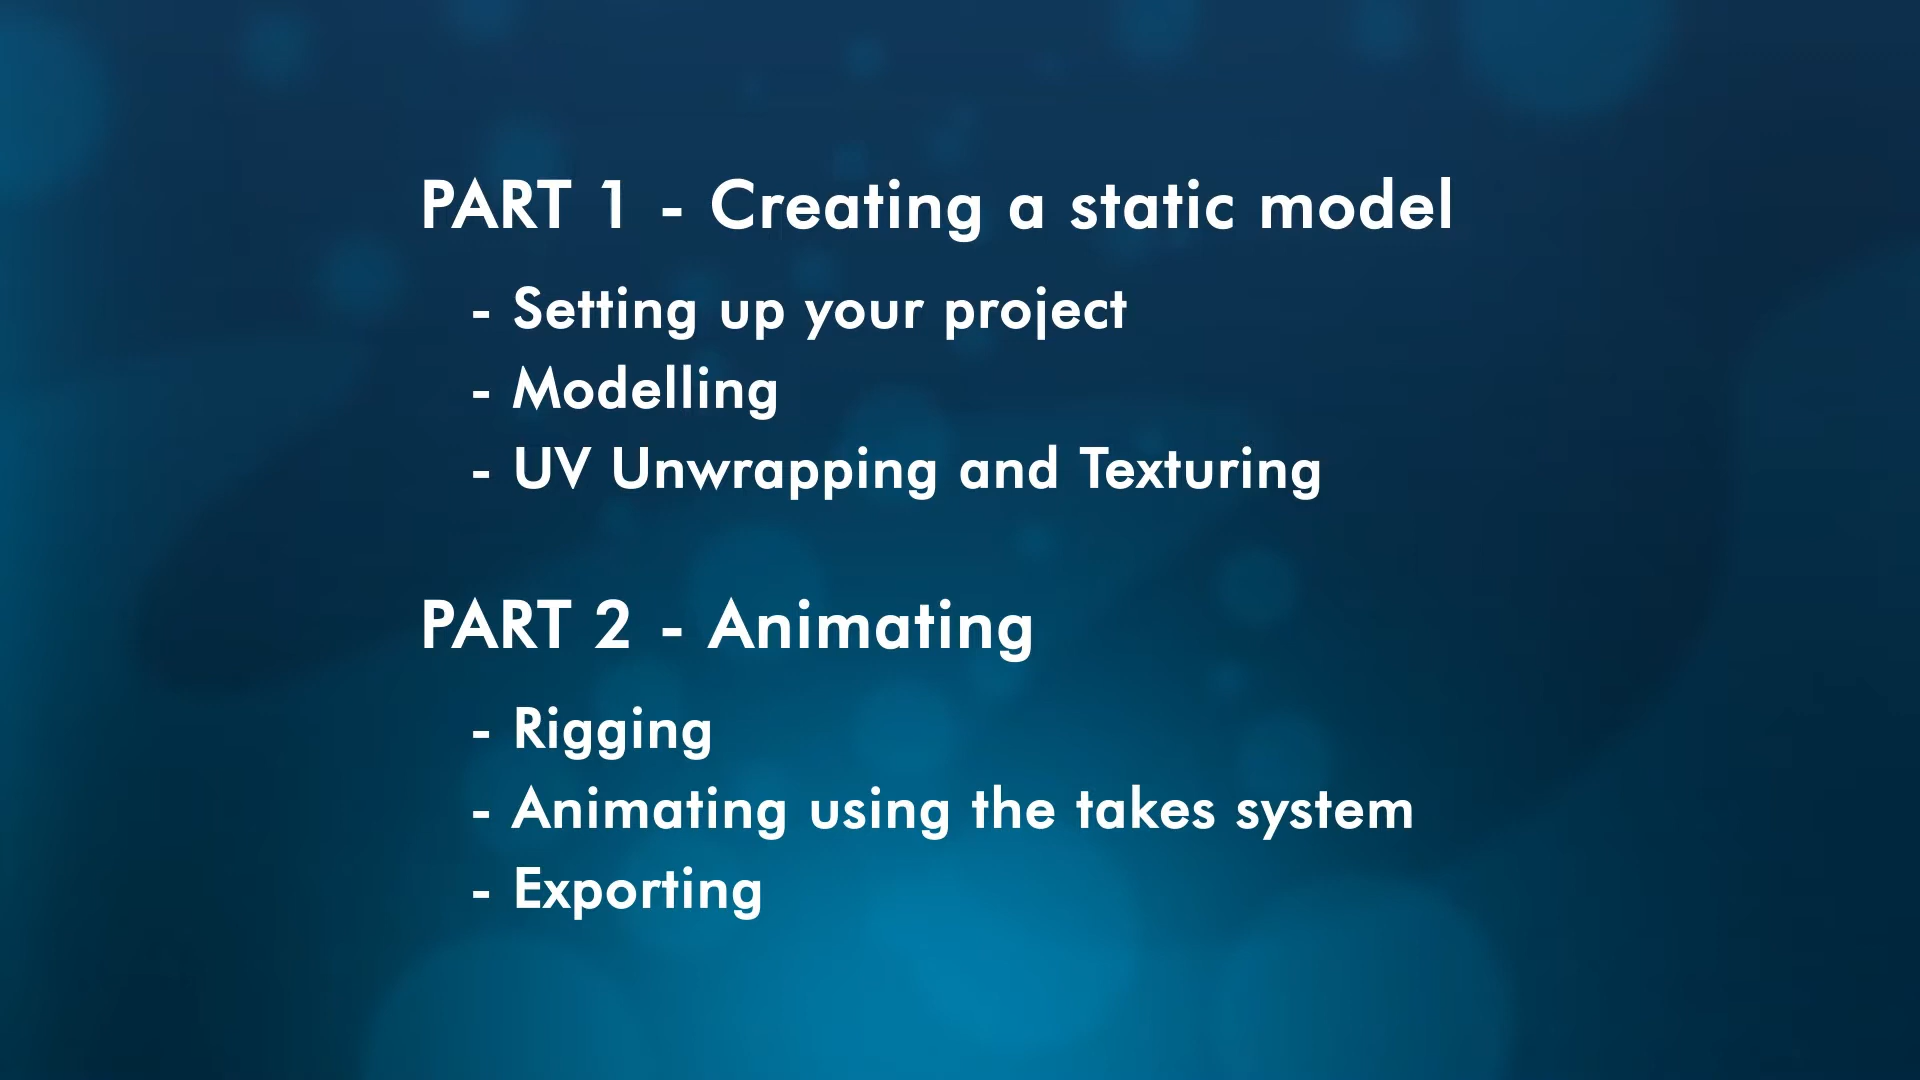 PART 1 - Creating a static model
- Setting up your project
- Modelling
- UV Unwrapping and Texturing
PART 2 - Animating
- Rigging
- Animating using the takes system
- Exporting